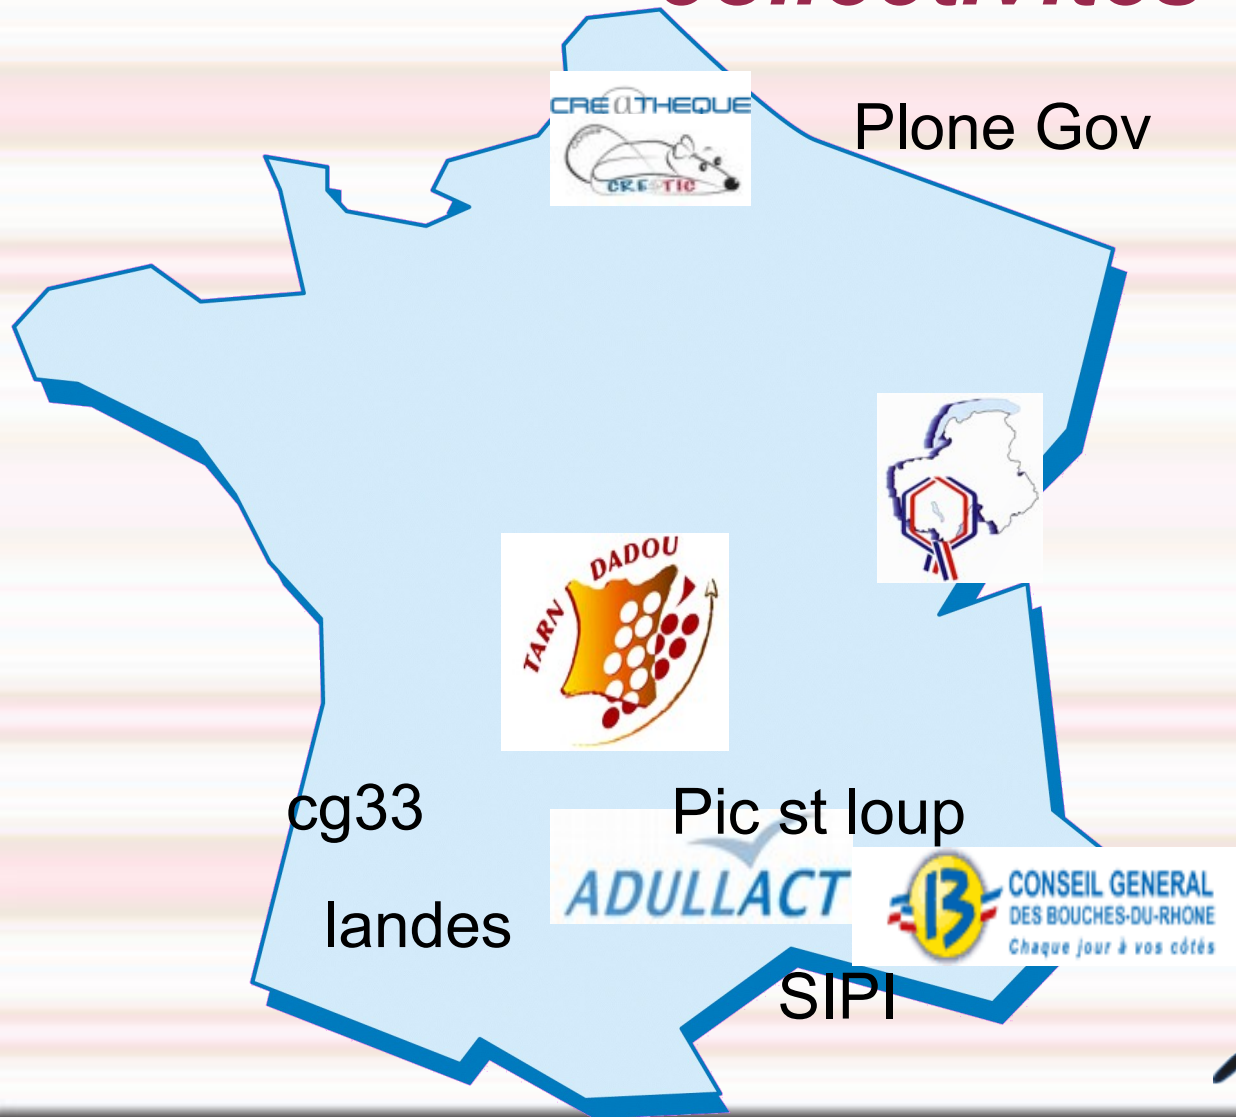 collectivités
CRE@THEQUE
CRE@TIC
Plone Gov
TARN DADOU
cg33
Pic st loup
ADULLACT
13
CONSEIL GENERAL
DES BOUCHES-DU-RHONE
Chaque jour à vos côtés
landes
SIPI